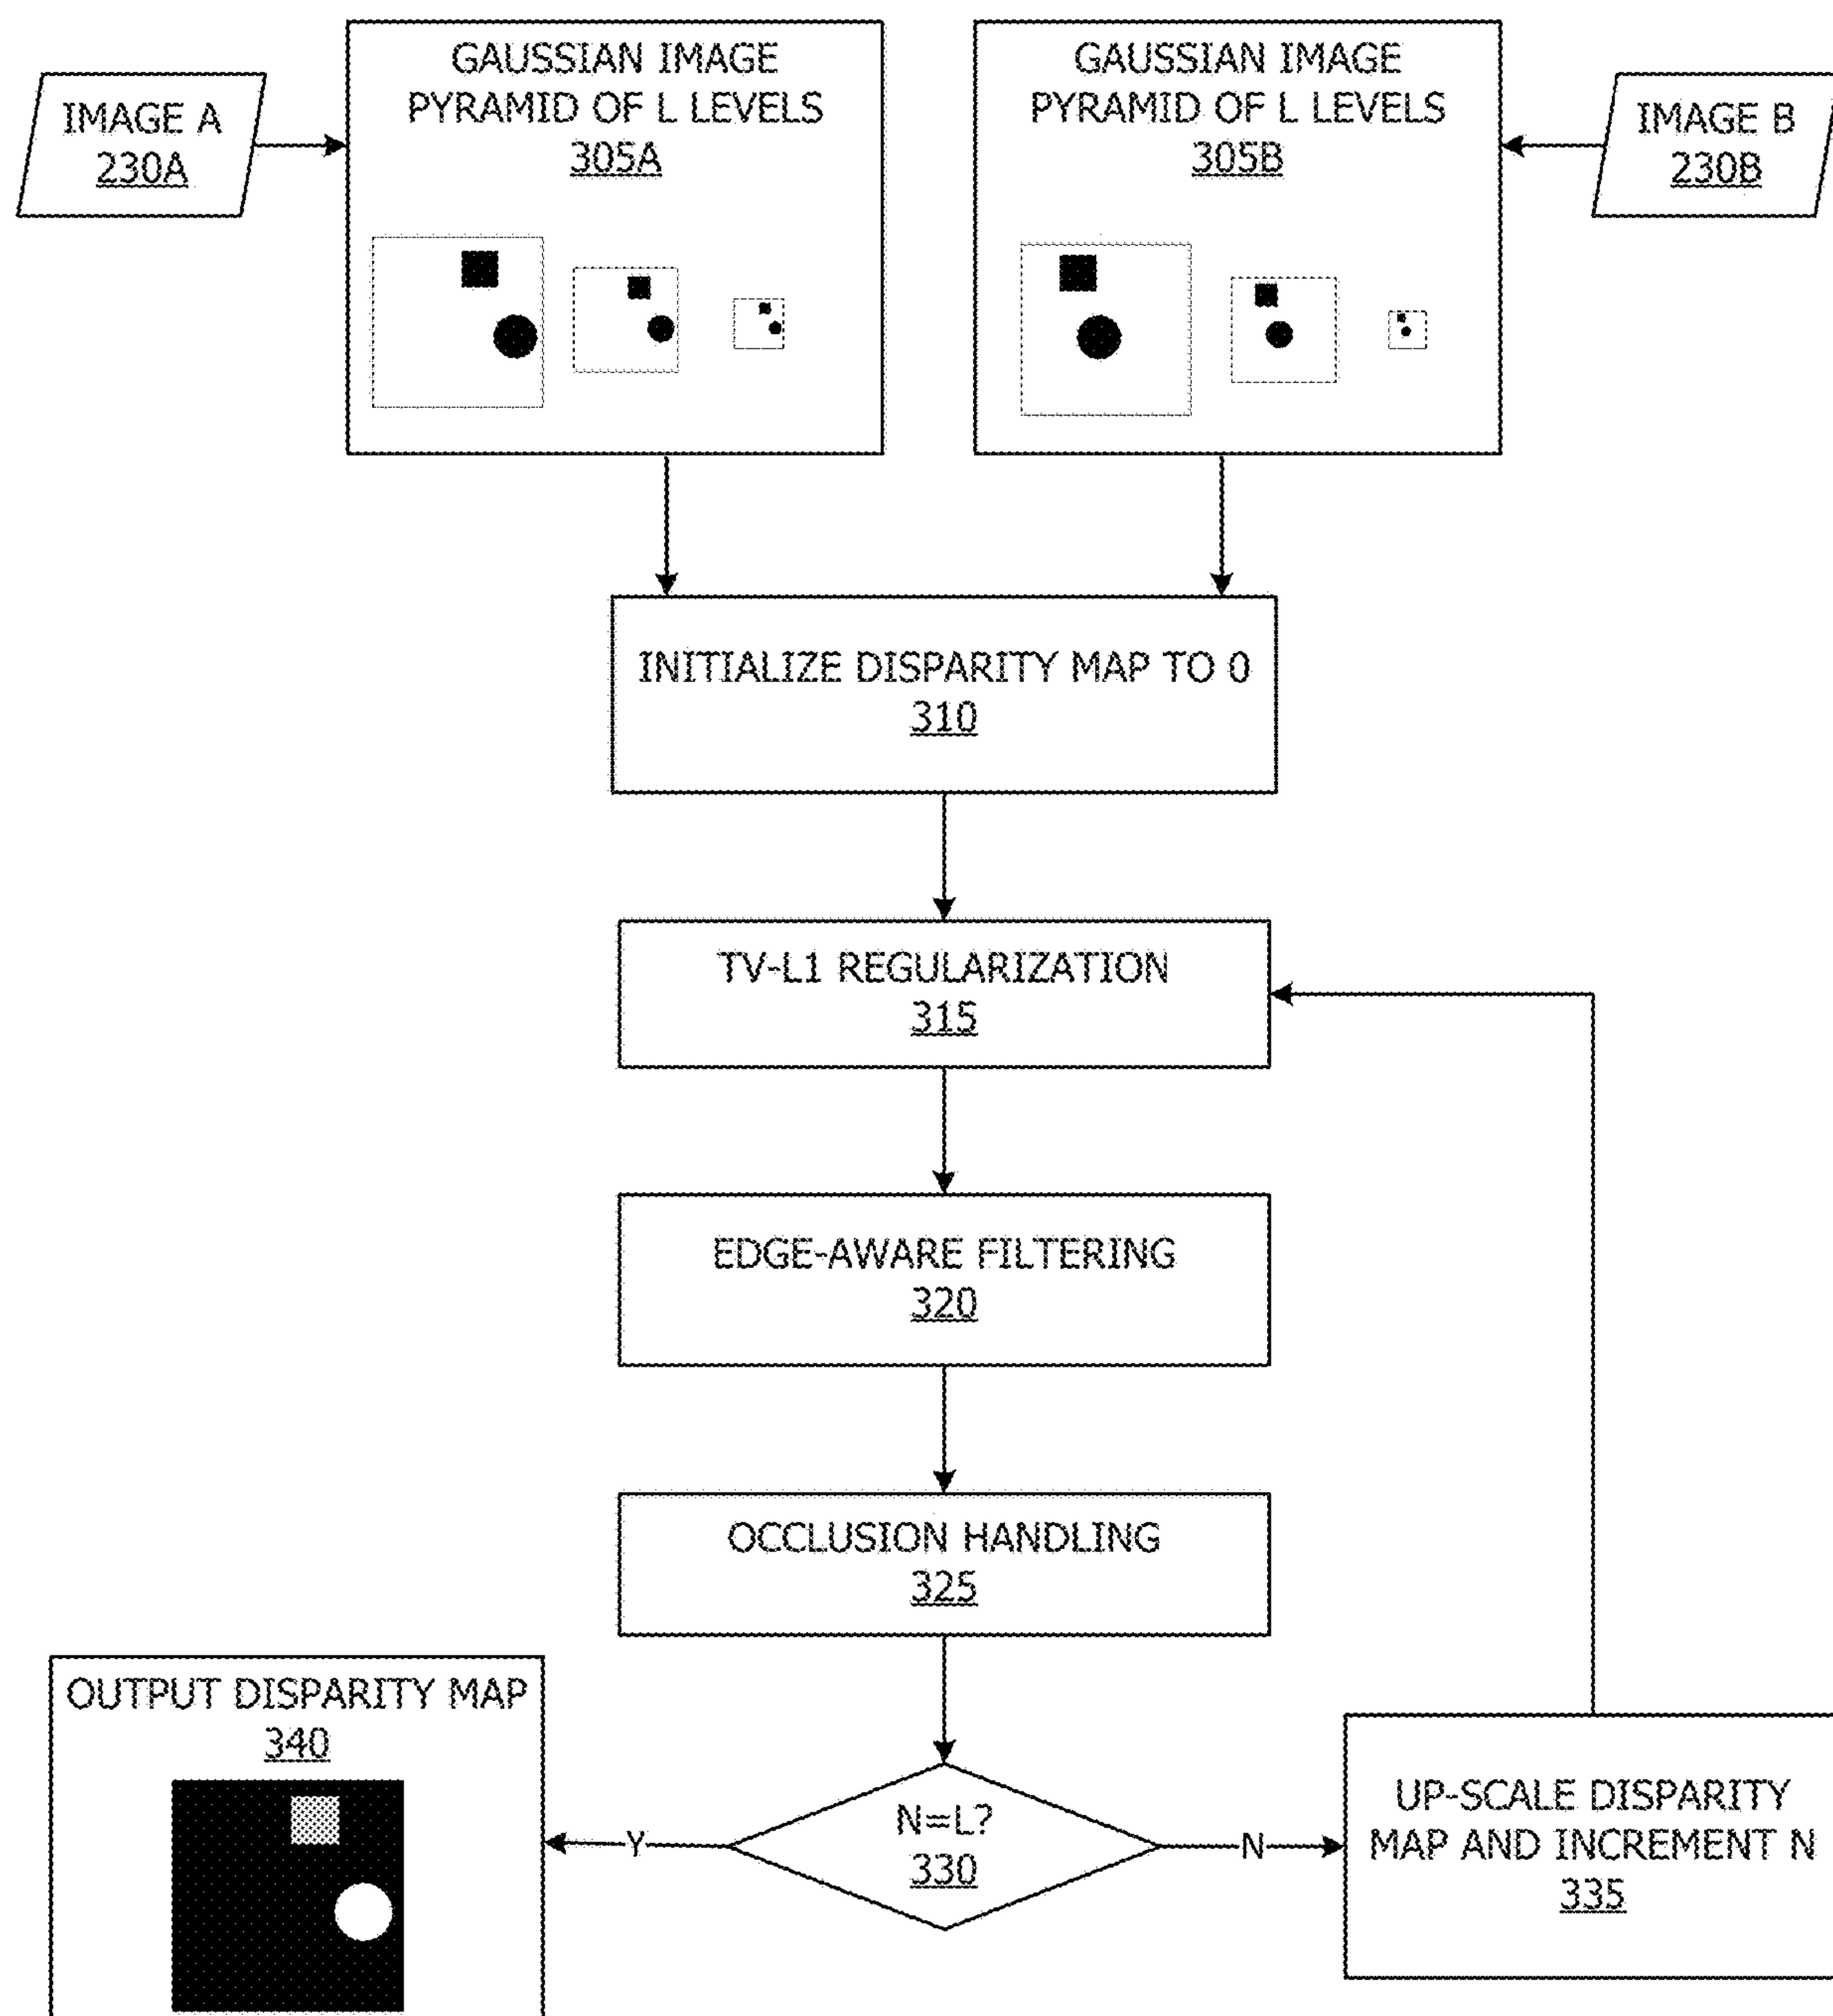 IMAGE A
230A
GAUSSIAN IMAGE
PYRAMID OF L LEVELS
305A
GAUSSIAN IMAGE
PYRAMID OF L LEVELS
305B
IMAGE B
230B
INITIALIZE DISPARITY MAP TO 0
310
TV-L1 REGULARIZATION
315
EDGE-AWARE FILTERING
320
OCCLUSION HANDLING
325
OUTPUT DISPARITY MAP
340
Y
N=L?
330
N
UP-SCALE DISPARITY
MAP AND INCREMENT N
335